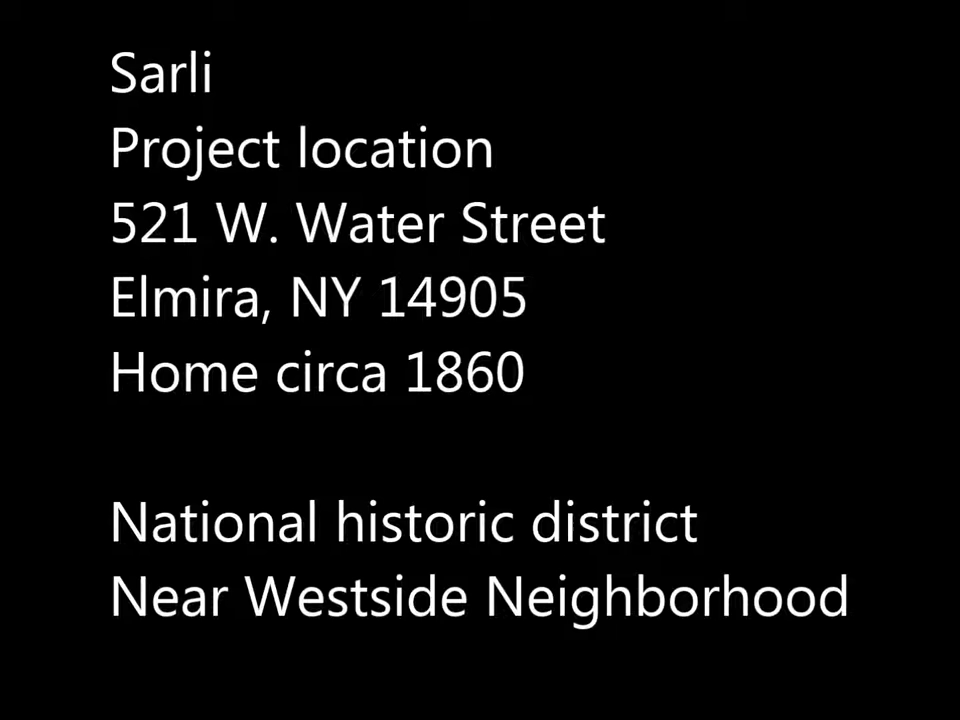 Sarli
Project location
521 W. Water Street
Elmira, NY 14905
Home circa 1860
National historic district
Near Westside Neighborhood